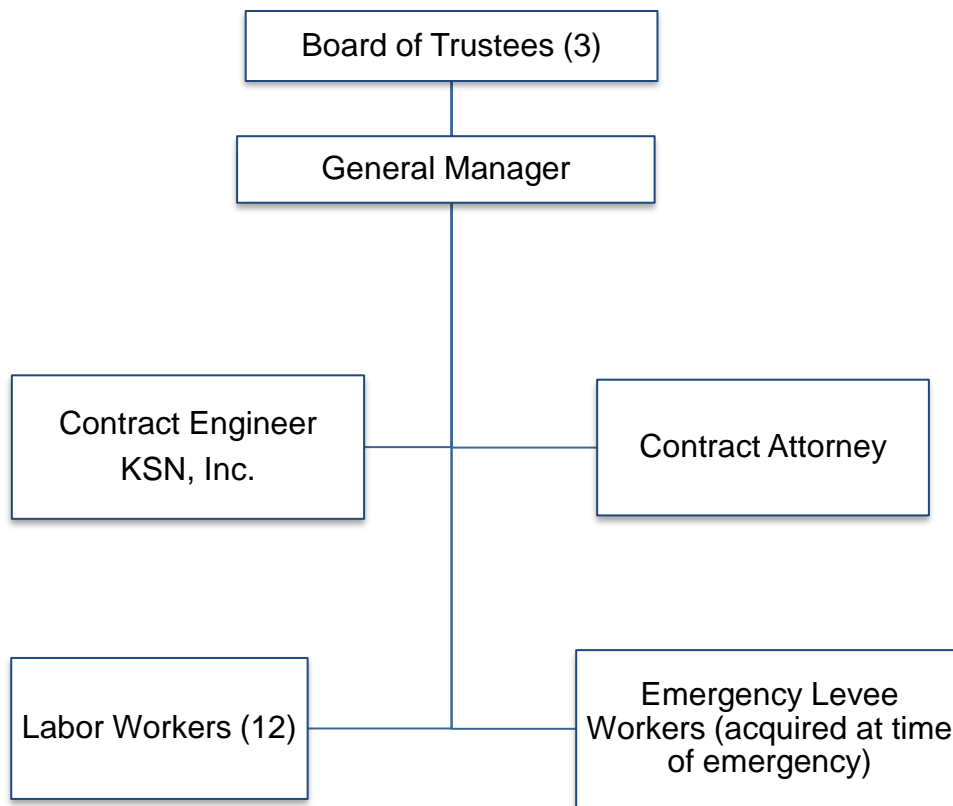 Board of Trustees (3)
General Manager
Contract Engineer
KSN, Inc.
Contract Attorney
Labor Workers (12)
Emergency Levee
Workers (acquired at time
of emergency)